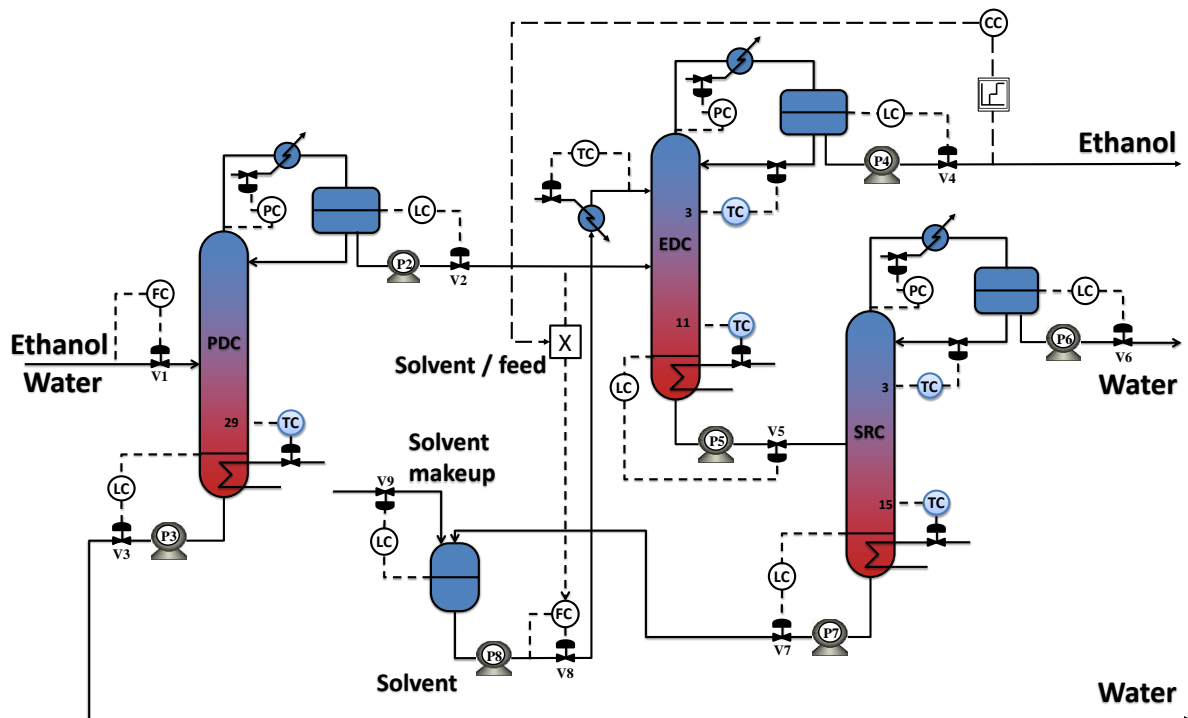 CC
PC
LC
P4
V4
Ethanol
TC
3
TC
EDC
PC
LC
P2
V2
FC
V1
Ethanol
Water
PDC
29
TC
LC
V3
P3
11
TC
LC
X
Solvent / feed
P5
V5
PC
LC
P6
V6
Water
3
TC
SRC
15
TC
LC
V7
P7
Solvent
makeup
V9
LC
FC
P8
V8
Solvent
Water